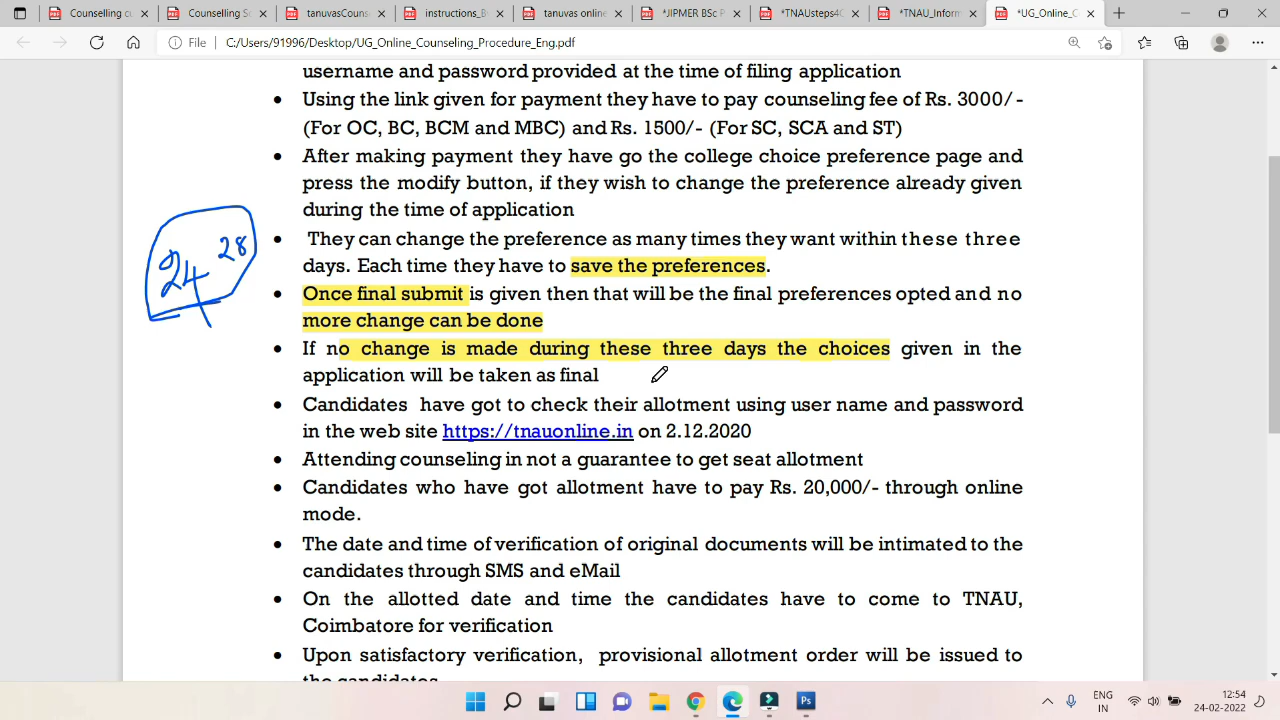 Counselling cu
Counselling Sc
tanuvasCouns
instructions_B\
tanuvas online
*JIPMER BSc P
*TNAUsteps4C
*TNAU_Inform
*UG_Online_C
File
C:/Users/91996/Desktop/UG_Online_Counseling_Procedure_Eng.pdf
username and password provided at the time of filing application
• Using the link given for payment they have to pay counseling fee of Rs. 3000/-
(For OC, BC, BCM and MBC) and Rs. 1500/- (For SC, SCA and ST)
• After making payment they have go the college choice preference page and
press the modify button, if they wish to change the preference already given
during the time of application
• They can change the preference as many times they want within these three
days. Each time they have to save the preferences.
• Once final submit is given then that will be the final preferences opted and no
more change can be done
• If no change is made during these three days the choices given in the
application will be taken as final
• Candidates have got to check their allotment using user name and password
in the web site https://tnauonline.in on 2.12.2020
• Attending counseling in not a guarantee to get seat allotment
• Candidates who have got allotment have to pay Rs. 20,000/- through online
mode.
• The date and time of verification of original documents will be intimated to the
candidates through SMS and eMail
• On the allotted date and time the candidates have to come to TNAU,
Coimbatore for verification
• Upon satisfactory verification, provisional allotment order will be issued to
the candidates
24 28
ENG
IN
12:54
24-02-2022
Ps